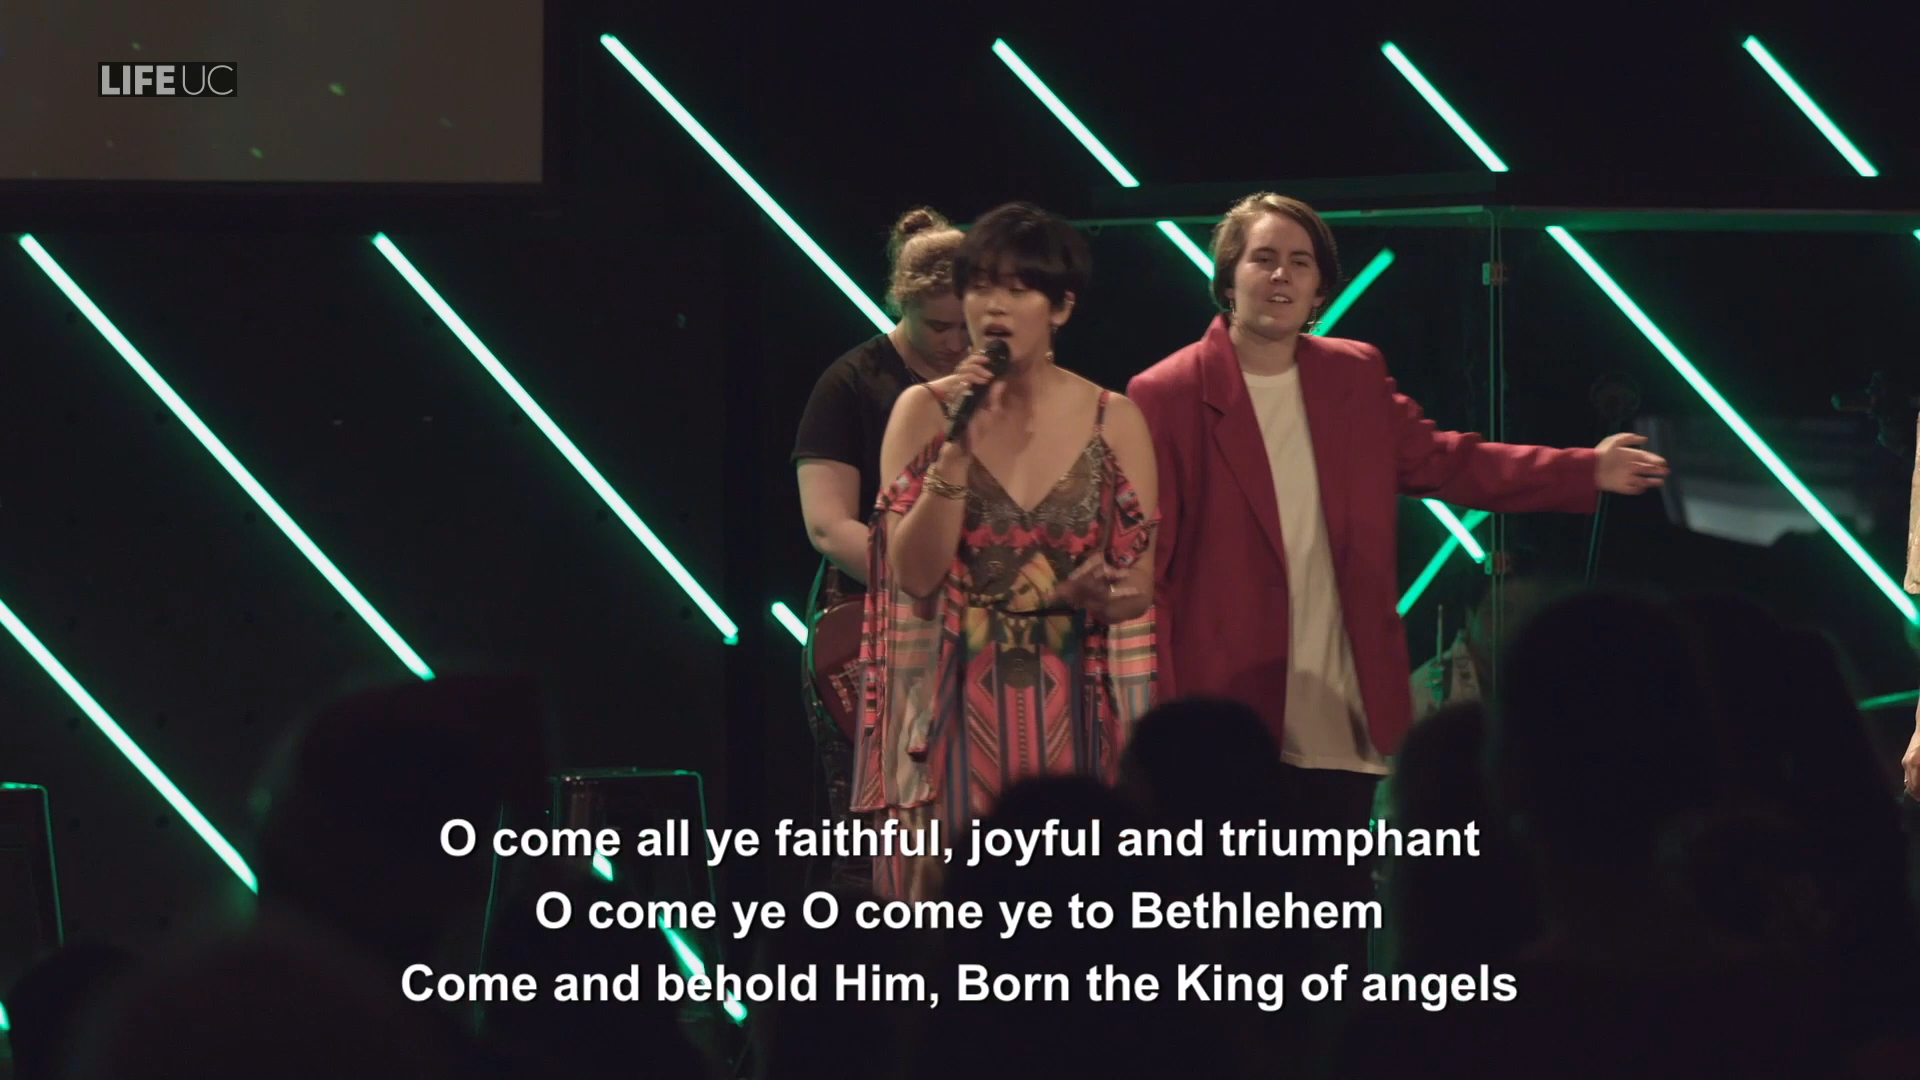 LIFEUC
O come all ye faithful, joyful and triumphant
O come ye O come ye to Bethlehem
Come and behold Him, Born the King of angels